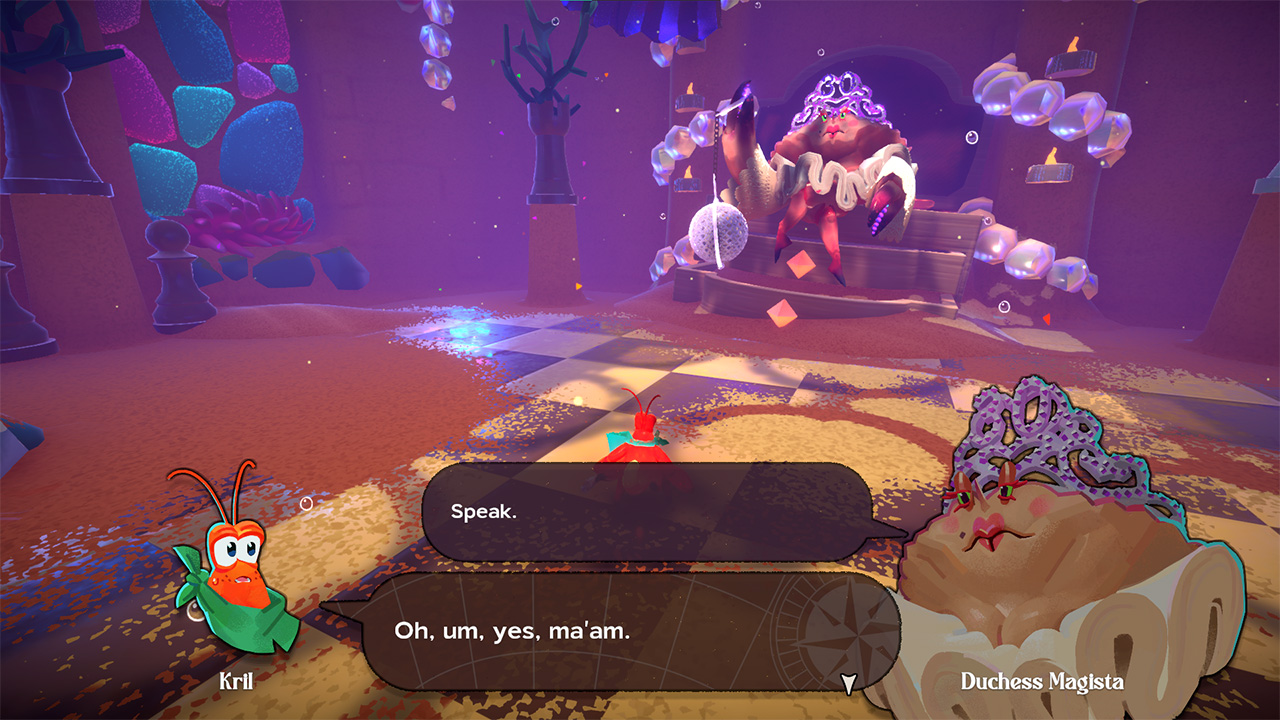 Speak.
Oh, um, yes, ma'am.
Kril
Duchess Magista